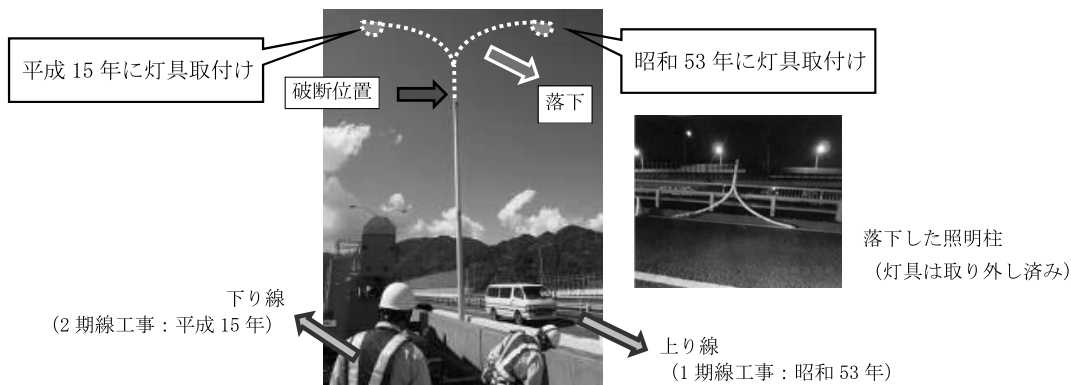 平成 15 年に灯具取付け
昭和 53 年に灯具取付け
破断位置
落下
落下した照明柱
（灯具は取り外し済み）
下り線
（2 期線工事：平成 15 年）
上り線
（1 期線工事：昭和 53 年）